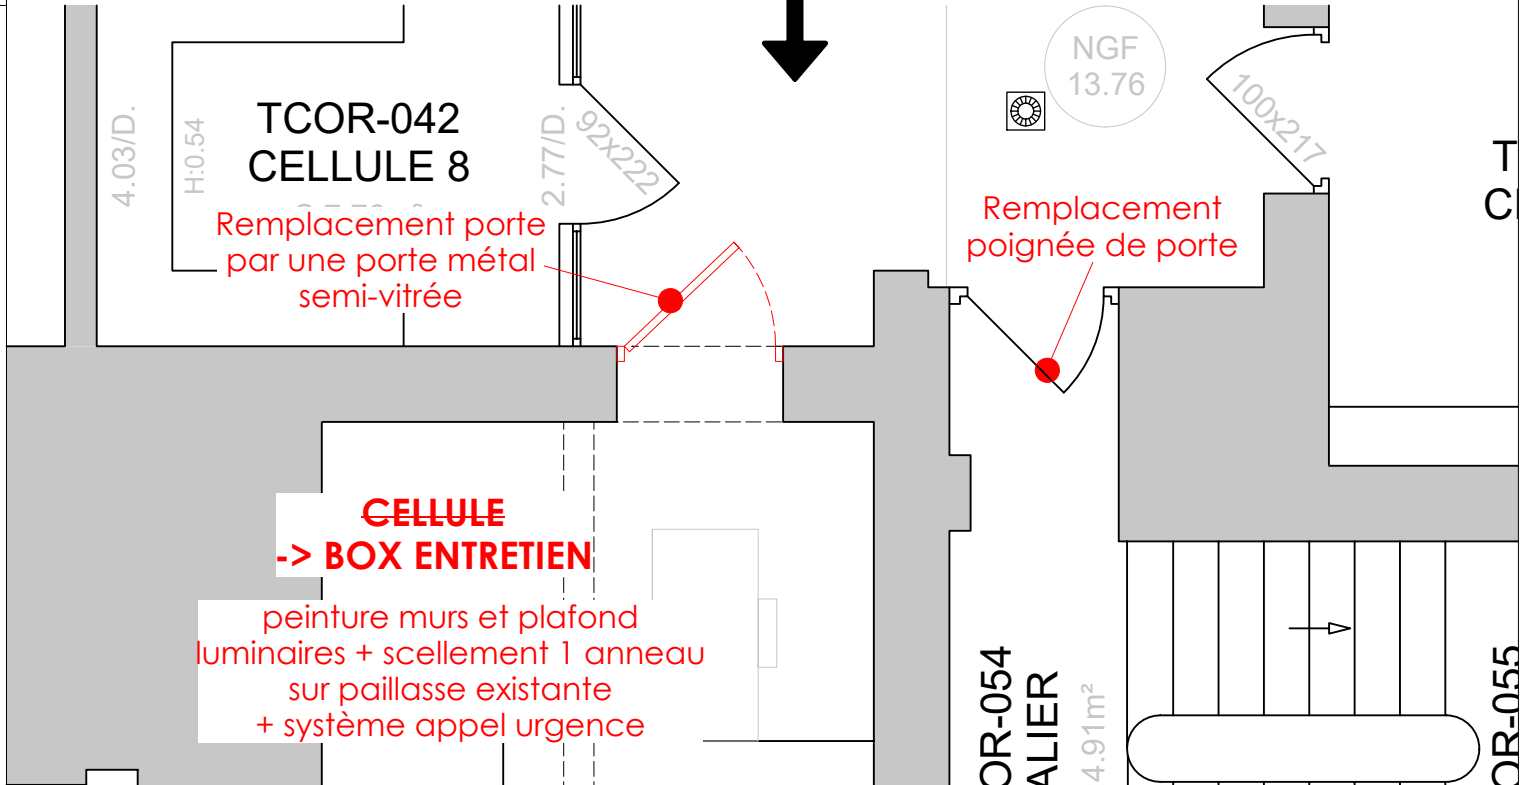 NGF
13.76
100x217
TCOR-042
CELLULE 8
4.03/D.
H:0.54
2.77/D.
92x222
Remplacement porte
par une porte métal
semi-vitrée
Remplacement
poignée de porte
CELLULE
-> BOX ENTRETIEN
peinture murs et plafond
luminaires + scellement 1 anneau
sur paillasse existante
+ système appel urgence
OR-054
ALIER
4.91m²
OR-055